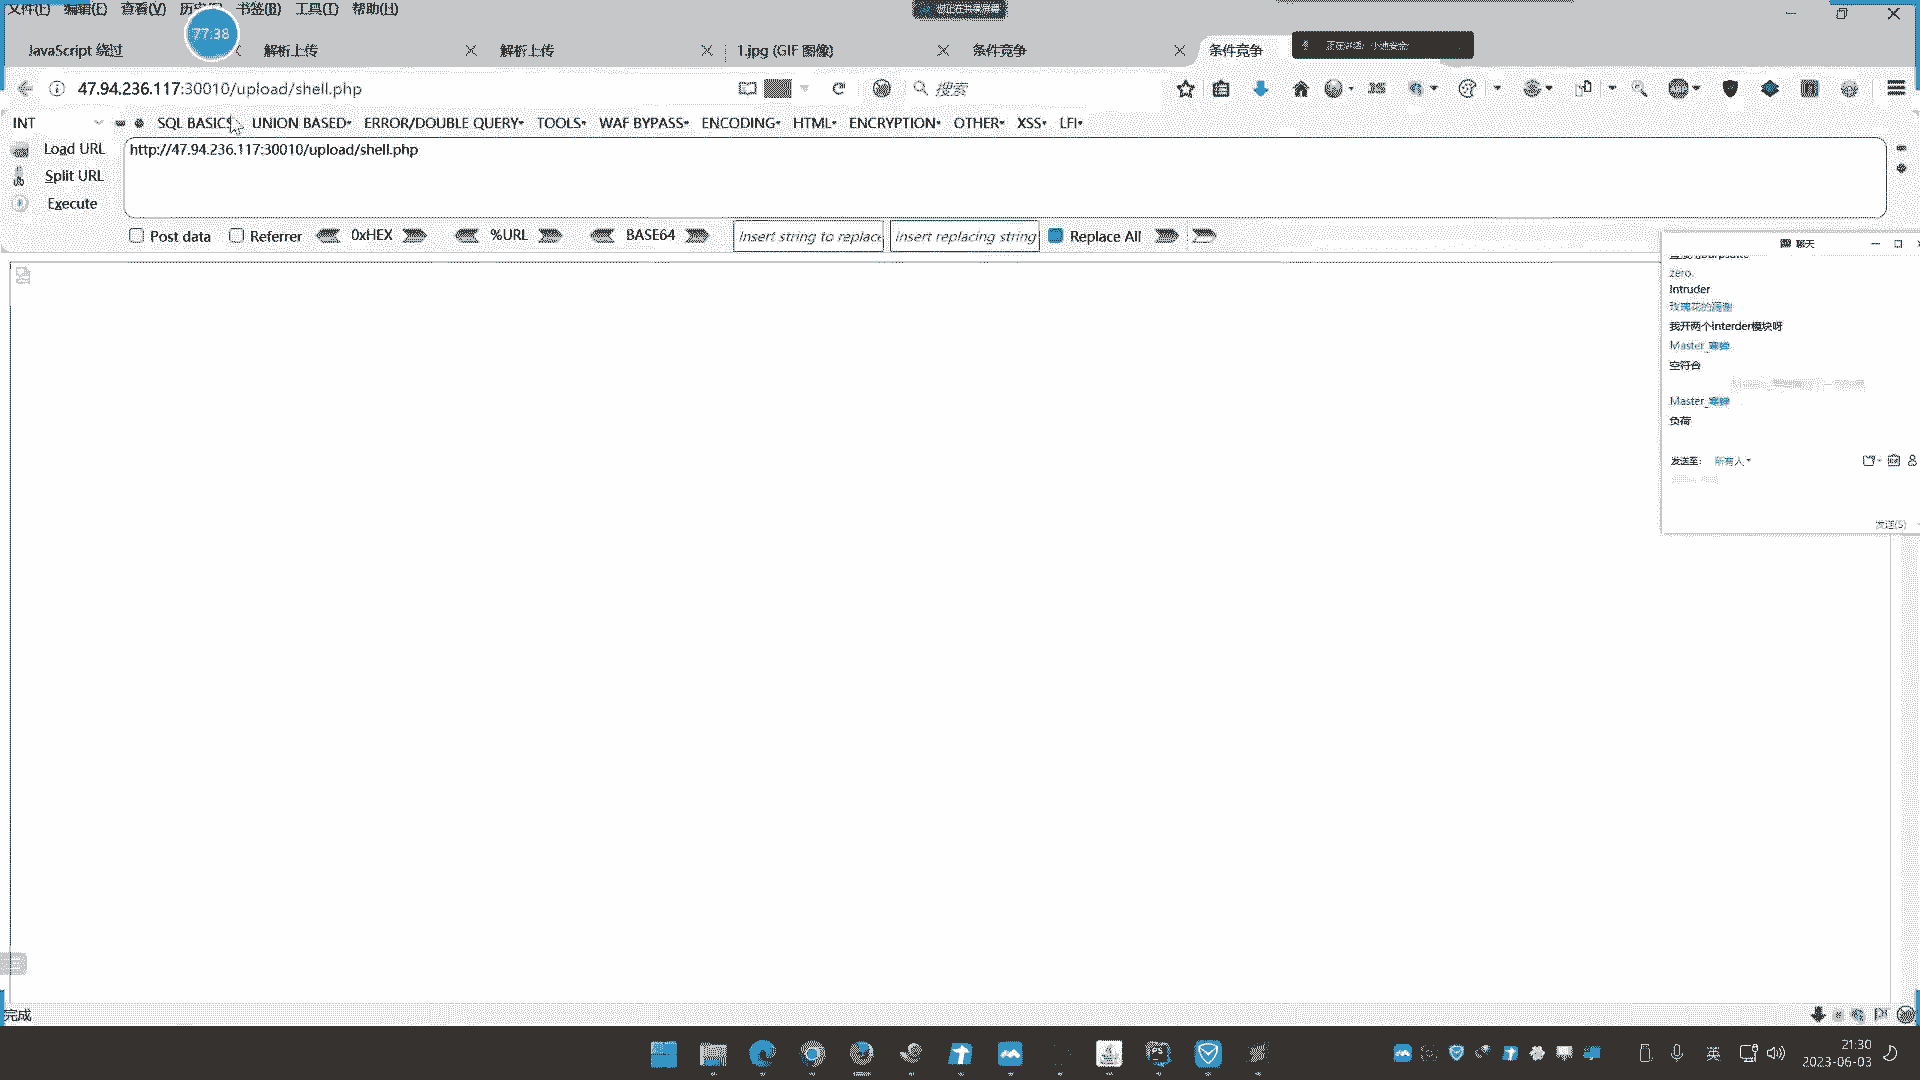 文件(F) 编辑(E) 查看(V) 书签(B) 工具(T) 帮助(H)
77:38
JavaScript 绕过
解析上传
解析上传
1.jpg (GIF 图像)
条件竞争
条件竞争
47.94.236.117:30010/upload/shell.php
搜索
INT
SQL BASICS
UNION BASED
ERROR/DOUBLE QUERY
TOOLS
WAF BYPASS
ENCODING
HTML
ENCRYPTION
OTHER
XSS
LFI
Load URL
http://47.94.236.117:30010/upload/shell.php
Split URL
Execute
Post data
Referrer
0xHEX
%URL
BASE64
Insert string to replace
Insert replacing string
Replace All
聊天
zero.
Intruder
我开两个Interder模块呀
Master
空符合
Master
负荷
发送至: 所有人
发送(S)
完成
英
21:30
2023-06-03